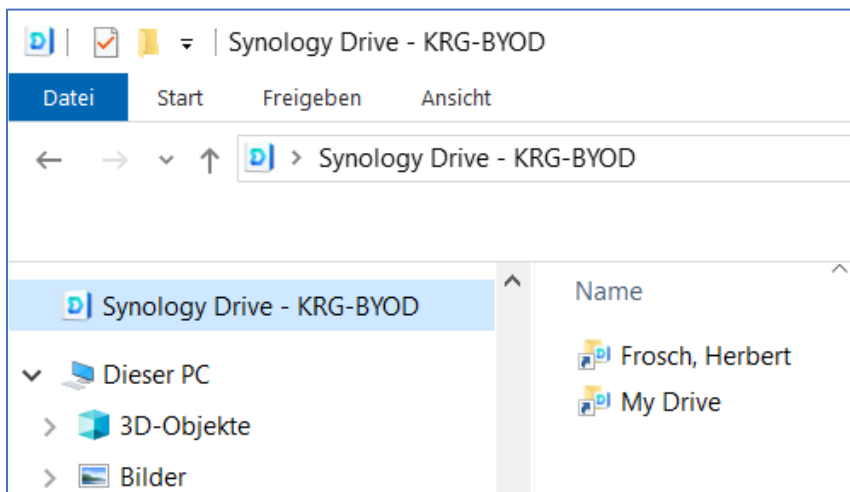 Synology Drive - KRG-BYOD
Datei Start Freigeben Ansicht
Synology Drive - KRG-BYOD
Synology Drive - KRG-BYOD
Dieser PC
3D-Objekte
Bilder
Name
Frosch, Herbert
My Drive